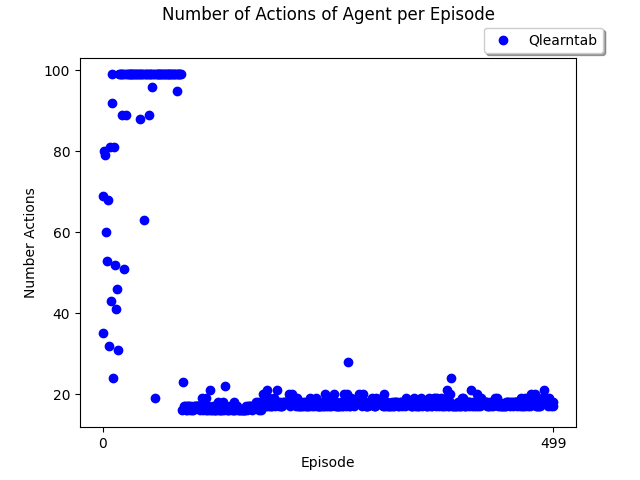 Number of Actions of Agent per Episode
Qlearntab
100
80
60
40
20
Number Actions
0
499
Episode